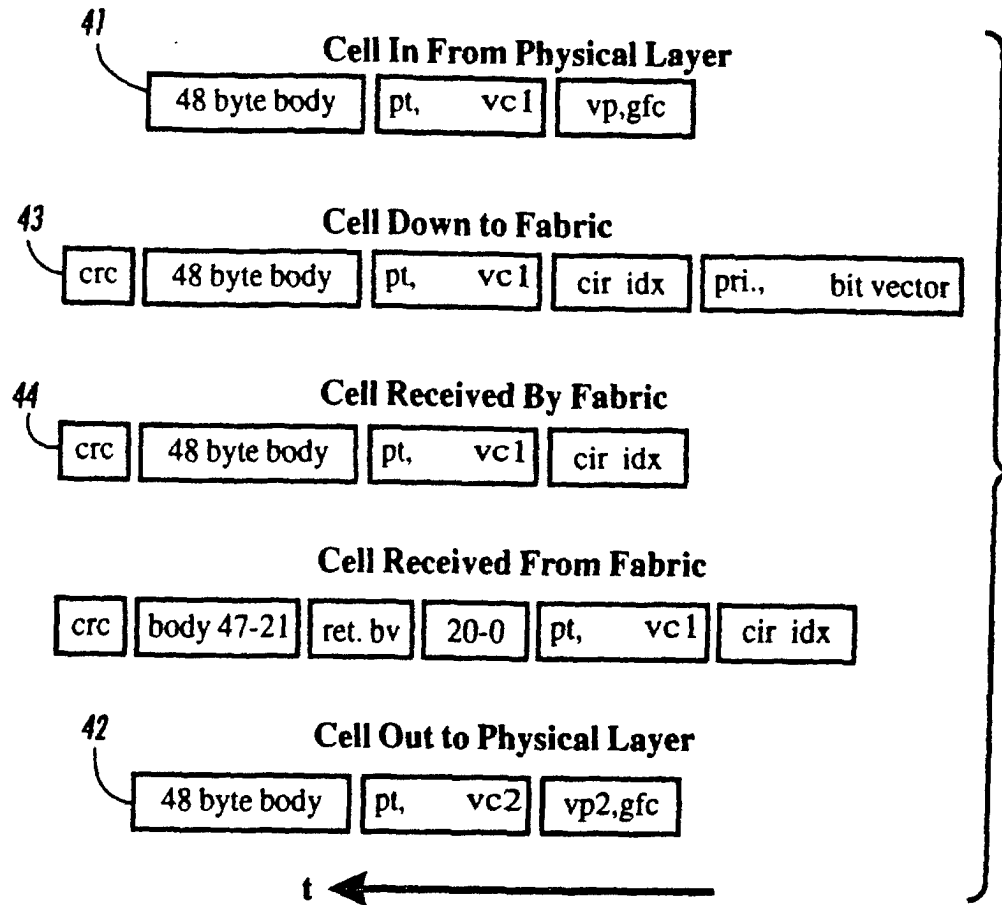 41
Cell In From Physical Layer
48 byte body pt, vc1 vp,gfc
43
Cell Down to Fabric
crc 48 byte body pt, vc1 cir idx pri., bit vector
44
Cell Received By Fabric
crc 48 byte body pt, vc1 cir idx
Cell Received From Fabric
crc body 47-21 ret. bv 20-0 pt, vc1 cir idx
42
Cell Out to Physical Layer
48 byte body pt, vc2 vp2,gfc
t